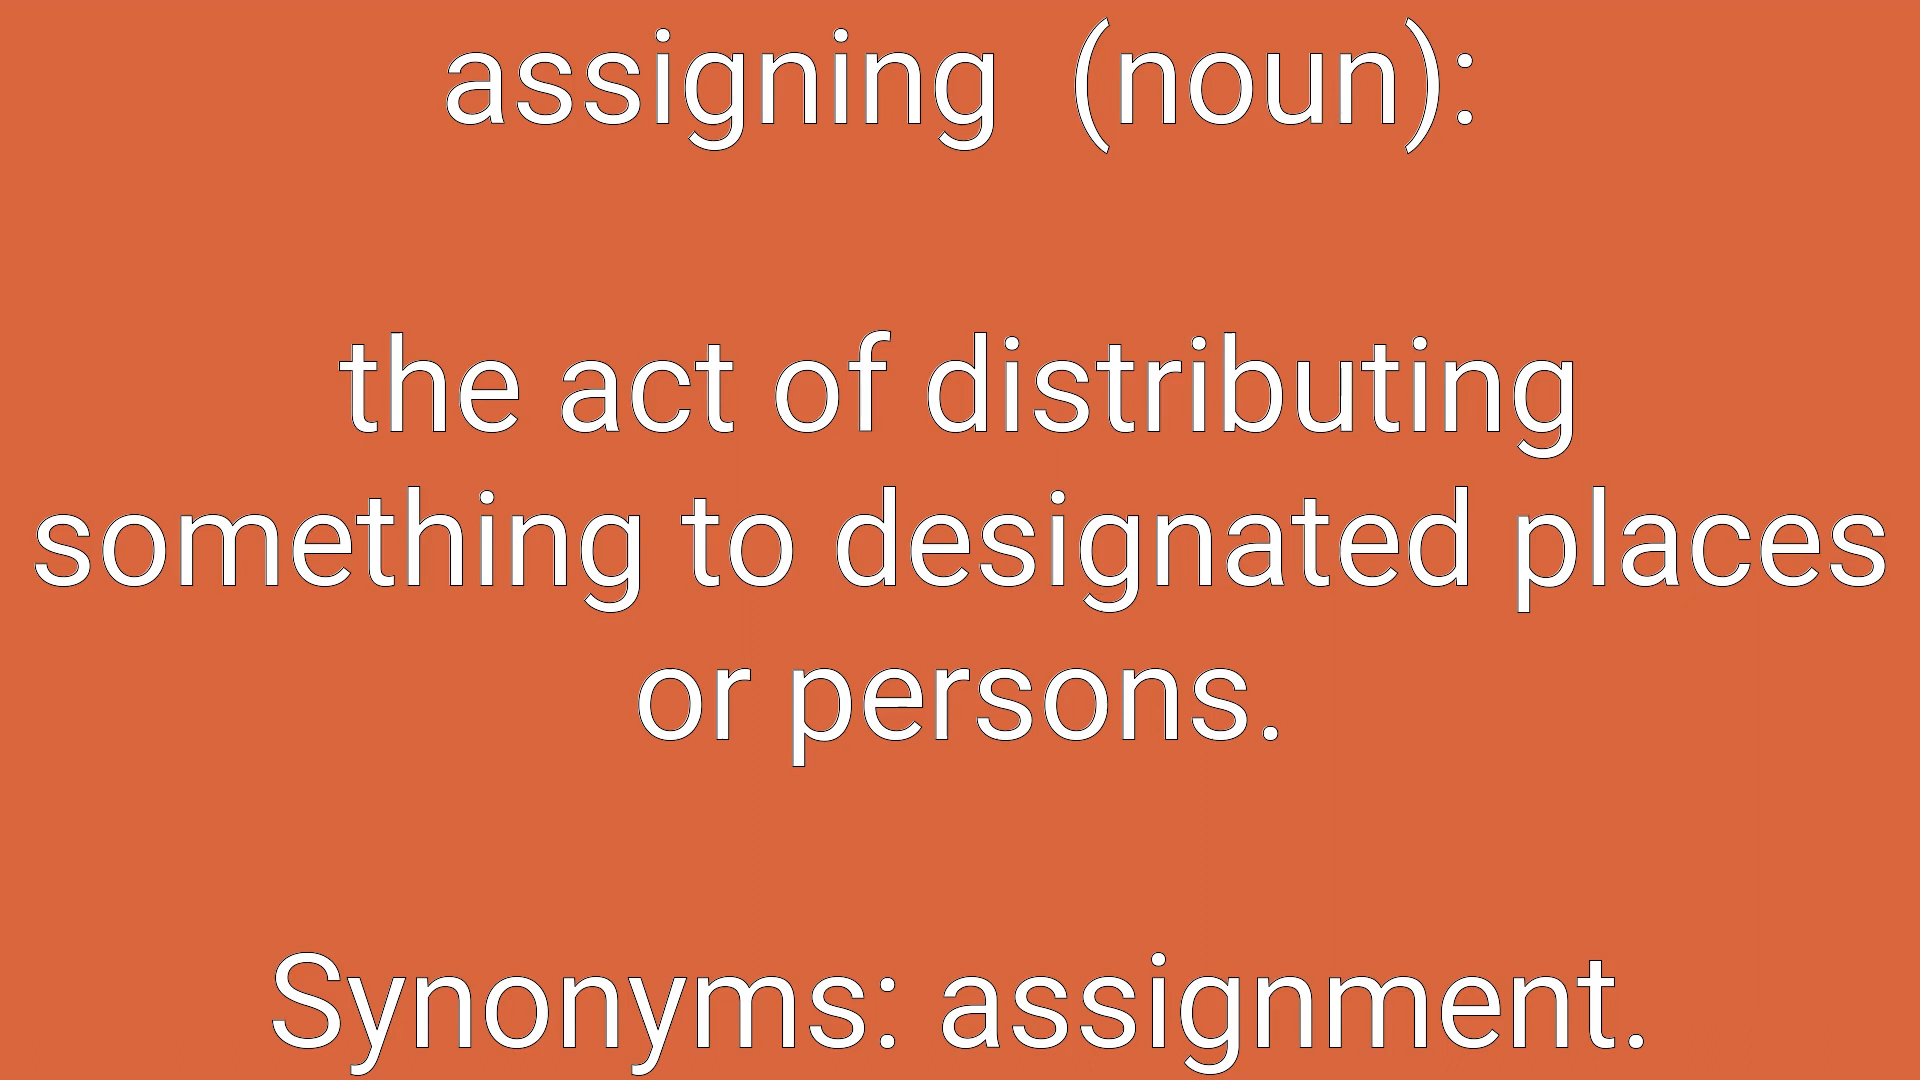 assigning (noun):
the act of distributing
something to designated places
or persons.
Synonyms: assignment.